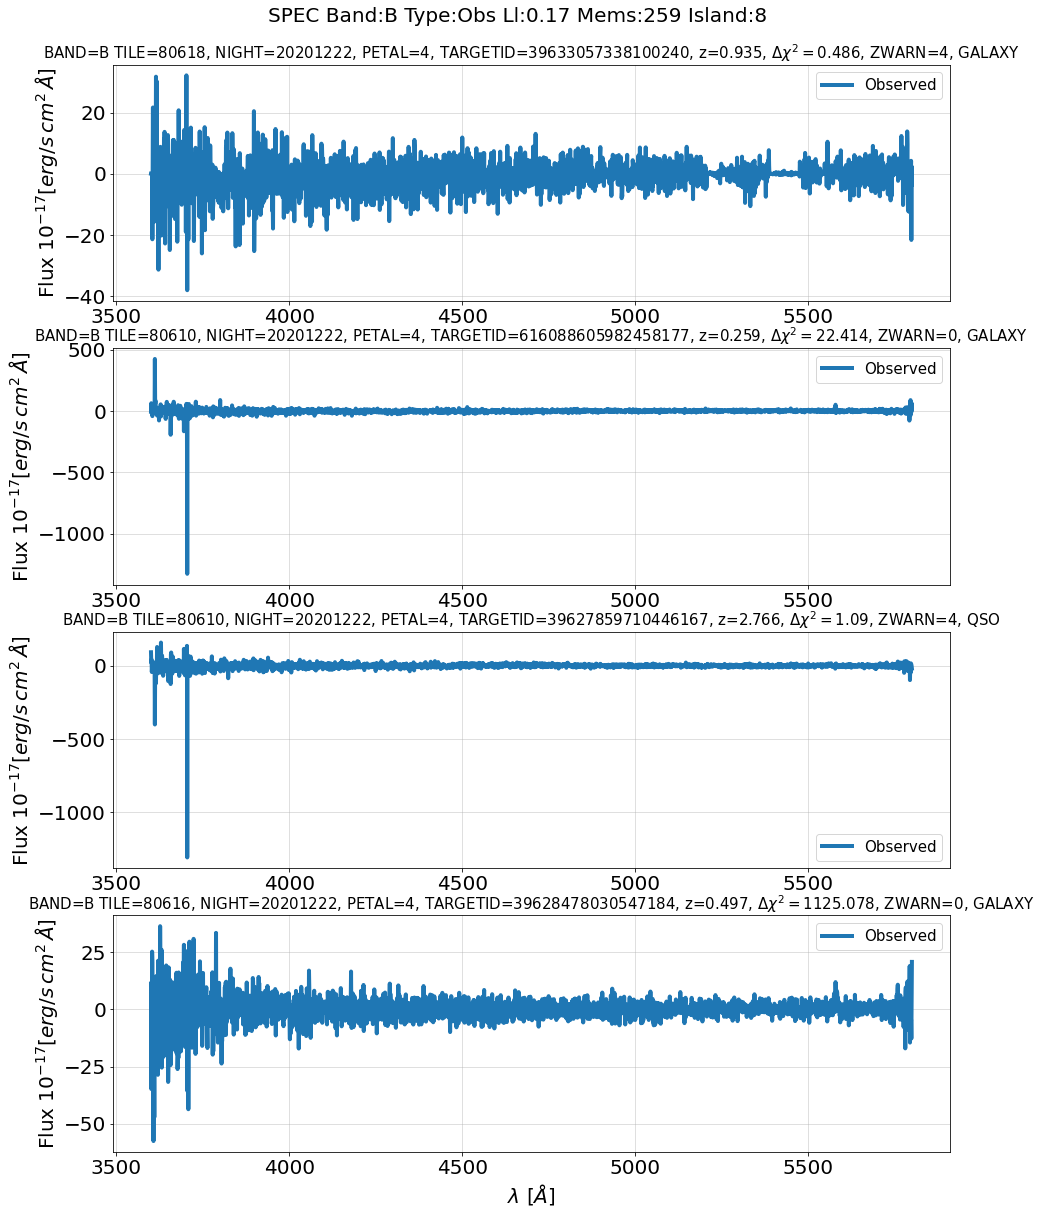 SPEC Band:B Type:Obs Ll:0.17 Mems:259 Island:8
BAND=B TILE=80618, NIGHT=20201222, PETAL=4, TARGETID=39633057338100240, z=0.935, Δχ²=0.486, ZWARN=4, GALAXY
Observed
Flux 10⁻¹⁷[erg/s cm² Å]
20
0
−20
−40
3500 4000 4500 5000 5500
BAND=B TILE=80610, NIGHT=20201222, PETAL=4, TARGETID=616088605982458177, z=0.259, Δχ²=22.414, ZWARN=0, GALAXY
Observed
Flux 10⁻¹⁷[erg/s cm² Å]
500
0
−500
−1000
3500 4000 4500 5000 5500
BAND=B TILE=80610, NIGHT=20201222, PETAL=4, TARGETID=39627859710446167, z=2.766, Δχ²=1.09, ZWARN=4, QSO
Flux 10⁻¹⁷[erg/s cm² Å]
0
−500
−1000
Observed
3500 4000 4500 5000 5500
BAND=B TILE=80616, NIGHT=20201222, PETAL=4, TARGETID=39628478030547184, z=0.497, Δχ²=1125.078, ZWARN=0, GALAXY
Observed
Flux 10⁻¹⁷[erg/s cm² Å]
25
0
−25
−50
3500 4000 4500 5000 5500
λ [Å]